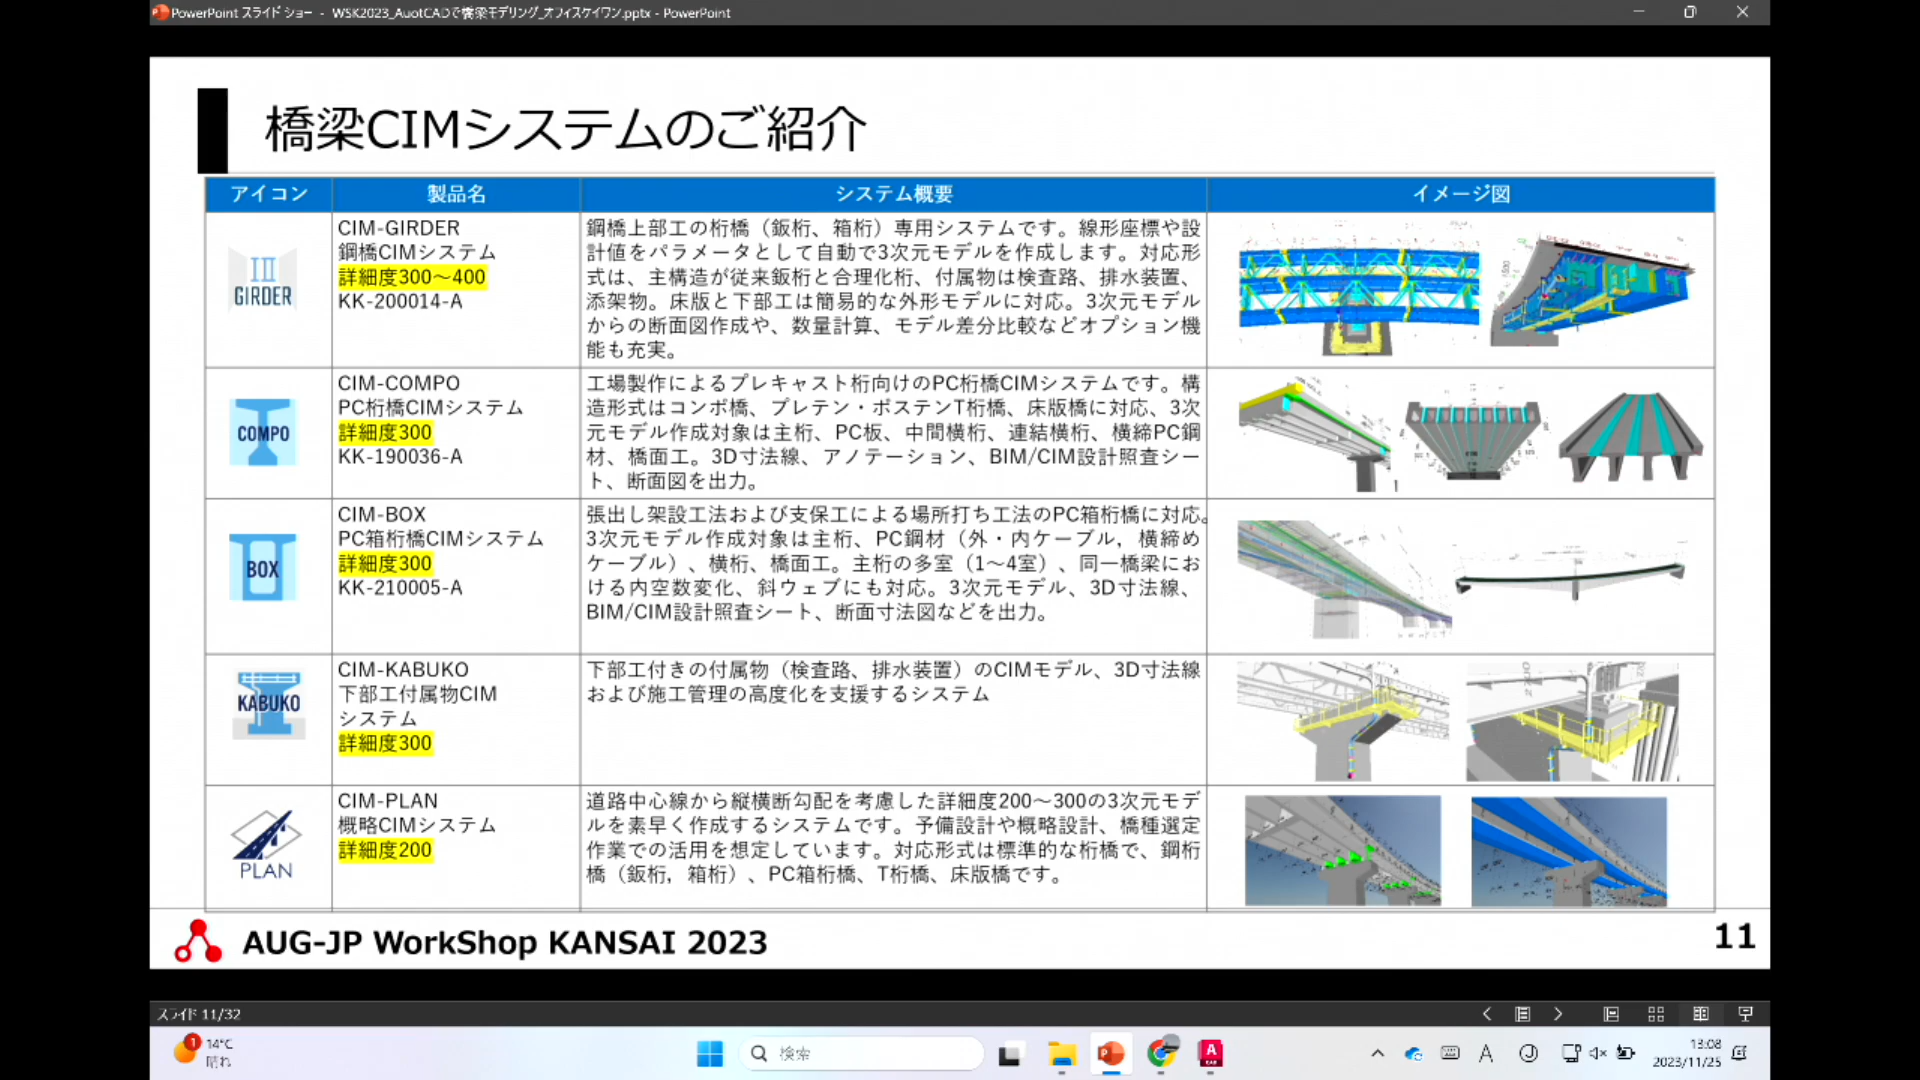 PowerPoint スライド ショー - WSK2023_AuotCADで橋梁モデリング_オフィスケイワン.pptx - PowerPoint
橋梁CIMシステムのご紹介
アイコン 製品名 システム概要 イメージ図
GIRDER
CIM-GIRDER
鋼橋CIMシステム
詳細度300～400
KK-200014-A
鋼橋上部工の桁橋（鈑桁、箱桁）専用システムです。線形座標や設
計値をパラメータとして自動で3次元モデルを作成します。対応形
式は、主構造が従来鈑桁と合理化桁、付属物は検査路、排水装置、
添架物。床版と下部工は簡易的な外形モデルに対応。3次元モデル
からの断面図作成や、数量計算、モデル差分比較などオプション機
能も充実。
COMPO
CIM-COMPO
PC桁橋CIMシステム
詳細度300
KK-190036-A
工場製作によるプレキャスト桁向けのPC桁橋CIMシステムです。構
造形式はコンポ橋、プレテン・ポステンT桁橋、床版橋に対応、3次
元モデル作成対象は主桁、PC板、中間横桁、連結横桁、横締PC鋼
材、橋面工。3D寸法線、アノテーション、BIM/CIM設計照査シー
ト、断面図を出力。
BOX
CIM-BOX
PC箱桁橋CIMシステム
詳細度300
KK-210005-A
張出し架設工法および支保工による場所打ち工法のPC箱桁橋に対応。
3次元モデル作成対象は主桁、PC鋼材（外・内ケーブル，横締め
ケーブル）、横桁、橋面工。主桁の多室（1～4室）、同一橋梁にお
ける内空数変化、斜ウェブにも対応。3次元モデル、3D寸法線、
BIM/CIM設計照査シート、断面寸法図などを出力。
KABUKO
CIM-KABUKO
下部工付属物CIM
システム
詳細度300
下部工付きの付属物（検査路、排水装置）のCIMモデル、3D寸法線
および施工管理の高度化を支援するシステム
PLAN
CIM-PLAN
概略CIMシステム
詳細度200
道路中心線から縦横断勾配を考慮した詳細度200～300の3次元モデ
ルを素早く作成するシステムです。予備設計や概略設計、橋種選定
作業での活用を想定しています。対応形式は標準的な桁橋で、鋼桁
橋（鈑桁，箱桁）、PC箱桁橋、T桁橋、床版橋です。
AUG-JP WorkShop KANSAI 2023
11
スライド 11/32
1
14℃
晴れ
検索
A
13:08
2023/11/25